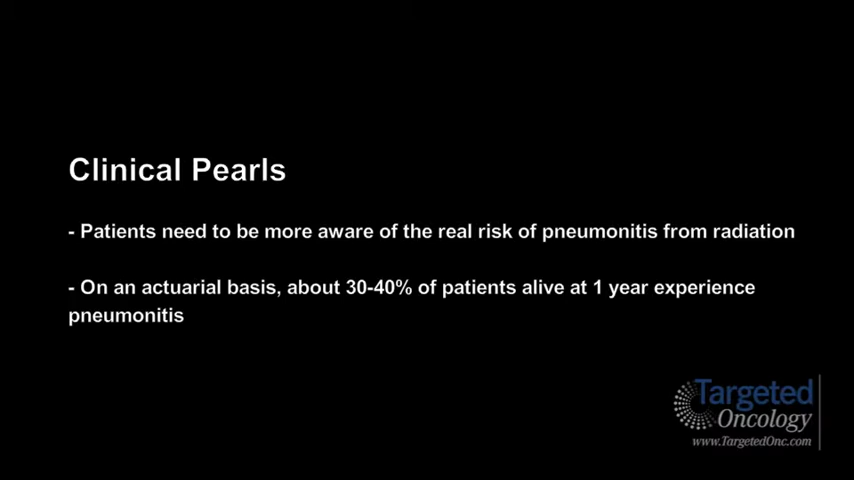 Clinical Pearls
- Patients need to be more aware of the real risk of pneumonitis from radiation
- On an actuarial basis, about 30-40% of patients alive at 1 year experience
pneumonitis
Targeted
Oncology
www.TargetedOnc.com